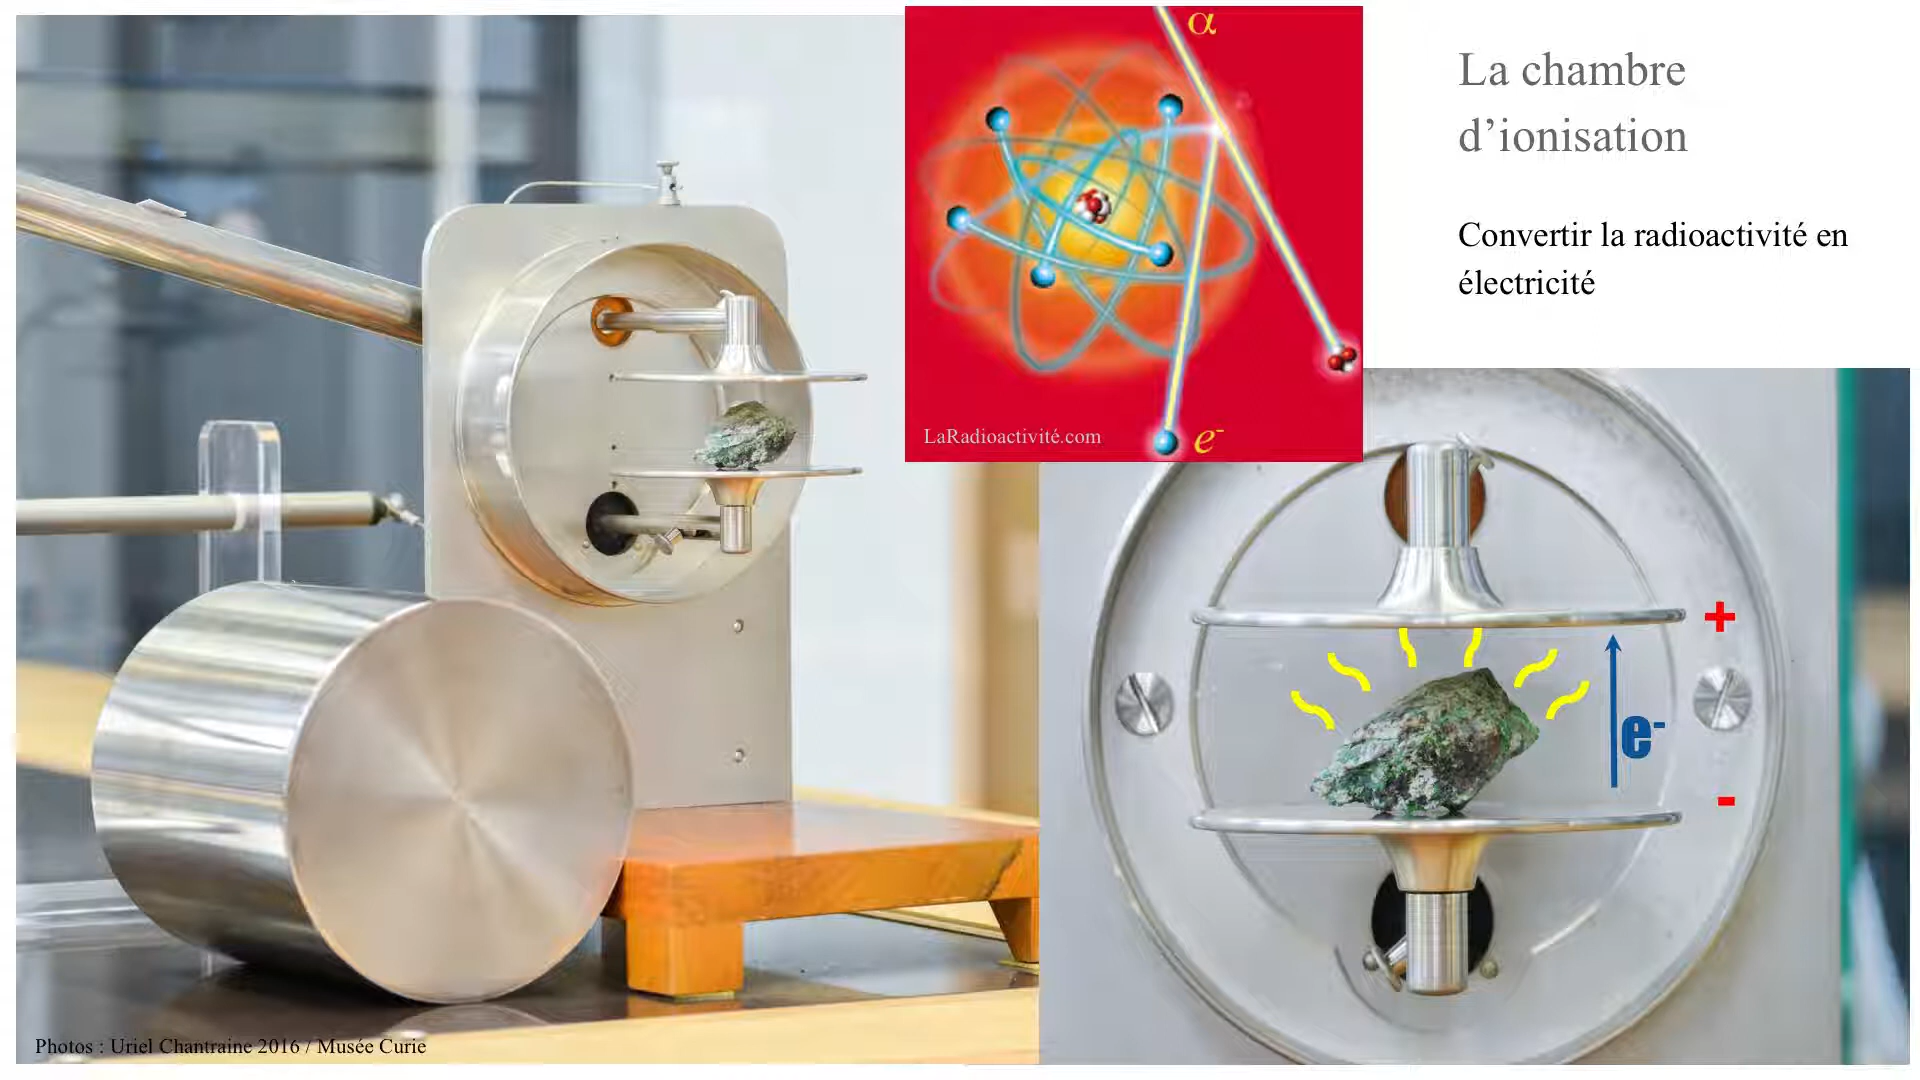 α
La chambre
d’ionisation
Convertir la radioactivité en
électricité
LaRadioactivité.com
e-
+
e-
-
Photos : Uriel Chantraine 2016 / Musée Curie